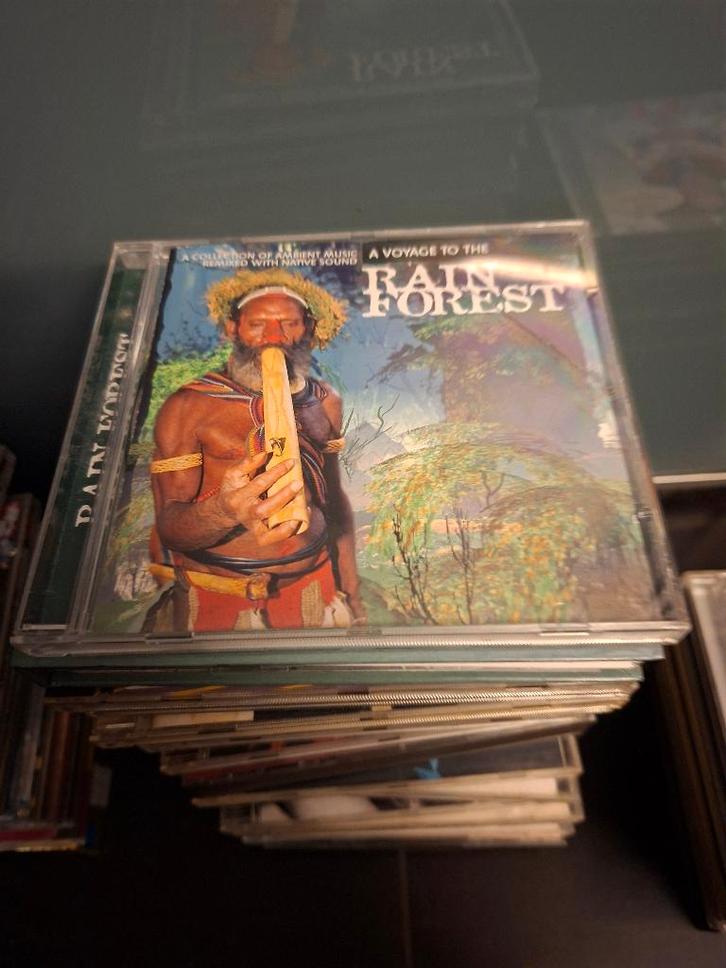 A COLLECTION OF AMBIENT MUSIC
REMIXED WITH NATIVE SOUND
A VOYAGE TO THE
RAIN
FOREST
RAIN FOREST